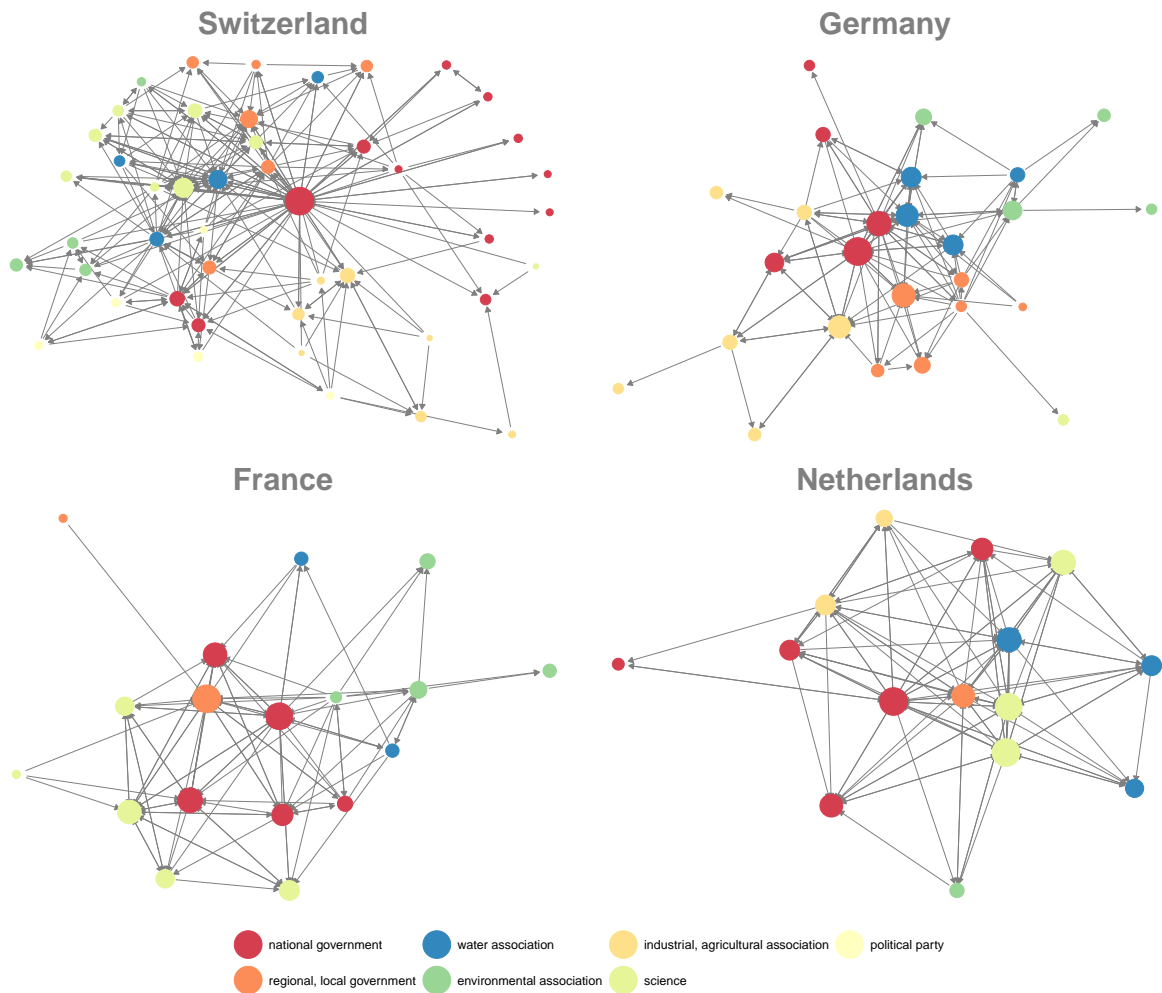 Switzerland
Germany
France
Netherlands
national government
water association
industrial, agricultural association
political party
regional, local government
environmental association
science